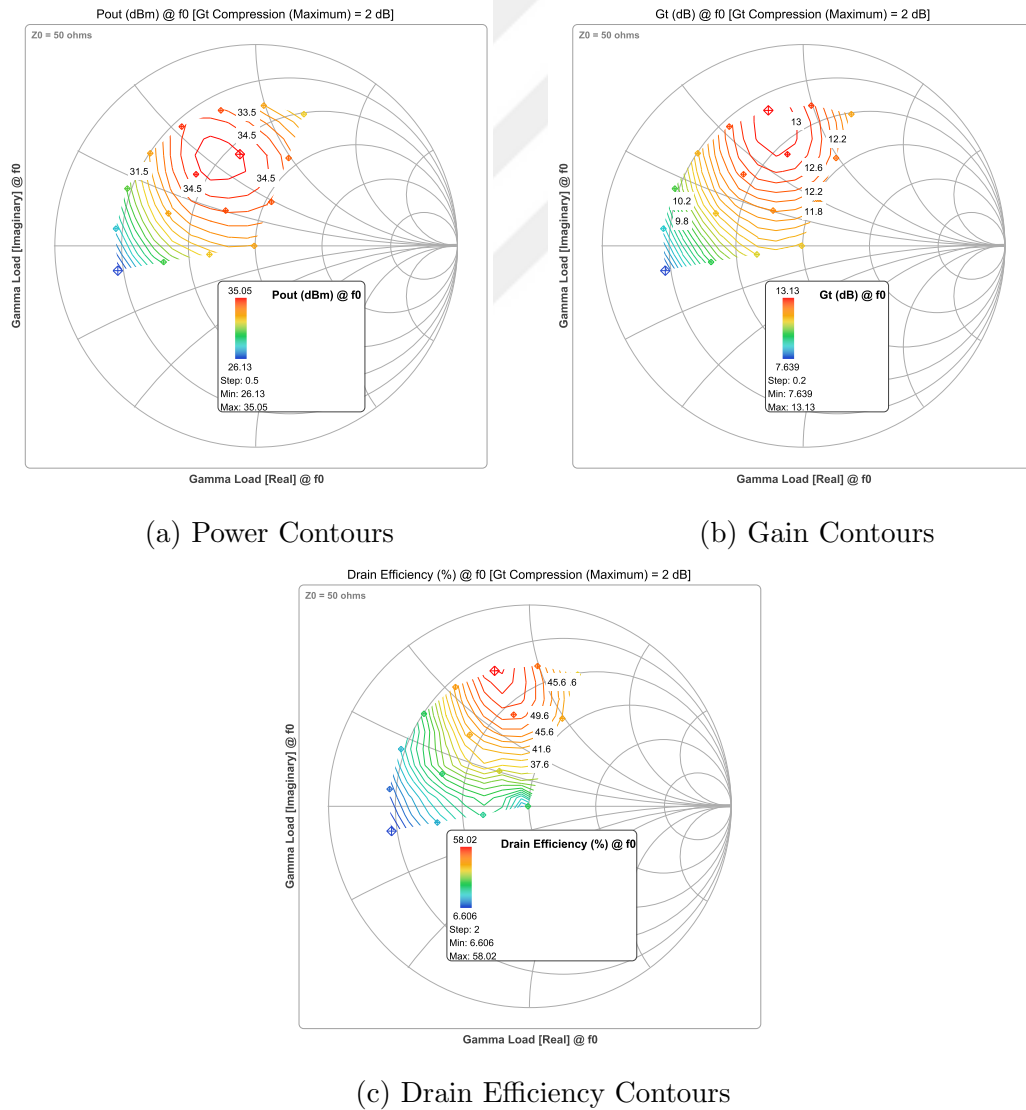 Pout (dBm) @ f0 [Gt Compression (Maximum) = 2 dB]
Z0 = 50 ohms
33.5
34.5
31.5
34.5
34.5
Gamma Load [Imaginary] @ f0
35.05
Pout (dBm) @ f0
26.13
Step: 0.5
Min: 26.13
Max: 35.05
Gamma Load [Real] @ f0
(a) Power Contours
Gt (dB) @ f0 [Gt Compression (Maximum) = 2 dB]
Z0 = 50 ohms
13
12.2
12.6
10.2
12.2
9.8
11.8
Gamma Load [Imaginary] @ f0
13.13
Gt (dB) @ f0
7.639
Step: 0.2
Min: 7.639
Max: 13.13
Gamma Load [Real] @ f0
(b) Gain Contours
Drain Efficiency (%) @ f0 [Gt Compression (Maximum) = 2 dB]
Z0 = 50 ohms
45.6 .6
49.6
45.6
41.6
37.6
Gamma Load [Imaginary] @ f0
58.02
Drain Efficiency (%) @ f0
6.606
Step: 2
Min: 6.606
Max: 58.02
Gamma Load [Real] @ f0
(c) Drain Efficiency Contours